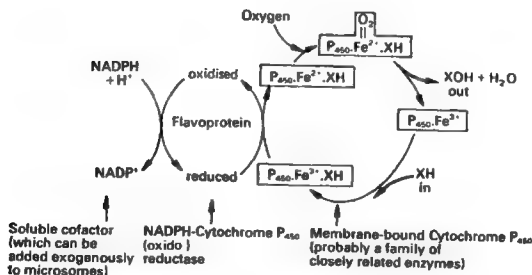 Oxygen
O₂
P₄₅₀.Fe²⁺.XH
NADPH
+ H⁺
oxidised
P₄₅₀.Fe²⁺.XH
XOH + H₂O
out
Flavoprotein
P₄₅₀.Fe³⁺
NADP⁺
reduced
P₄₅₀.Fe³⁺.XH
XH
in
Soluble cofactor
(which can be
added exogenously
to microsomes)
NADPH-Cytochrome P₄₅₀
(oxido)
reductase
Membrane-bound Cytochrome P₄₅₀
(probably a family of
closely related enzymes)